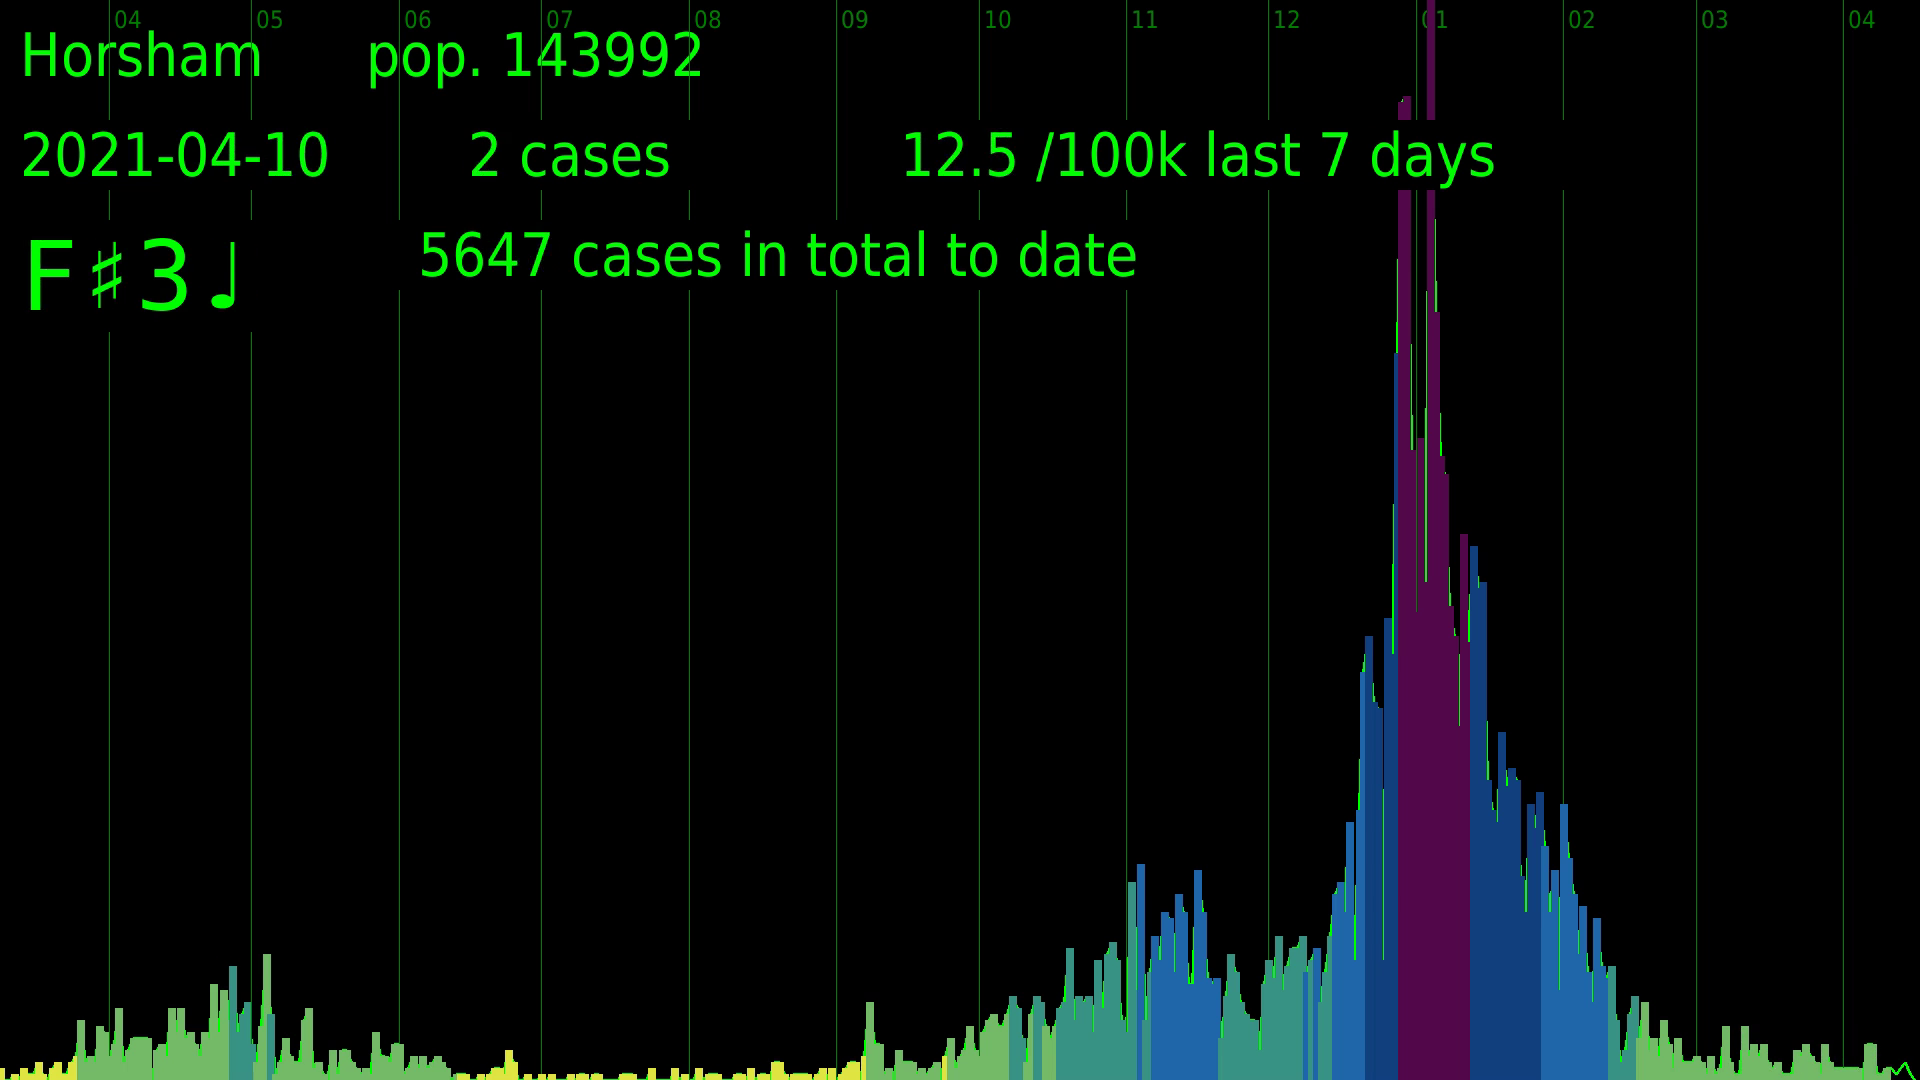 04 05 06 07 08 09 10 11 12 01 02 03 04
Horsham pop. 143992
2021-04-10 2 cases 12.5 /100k last 7 days
F♯3♩ 5647 cases in total to date